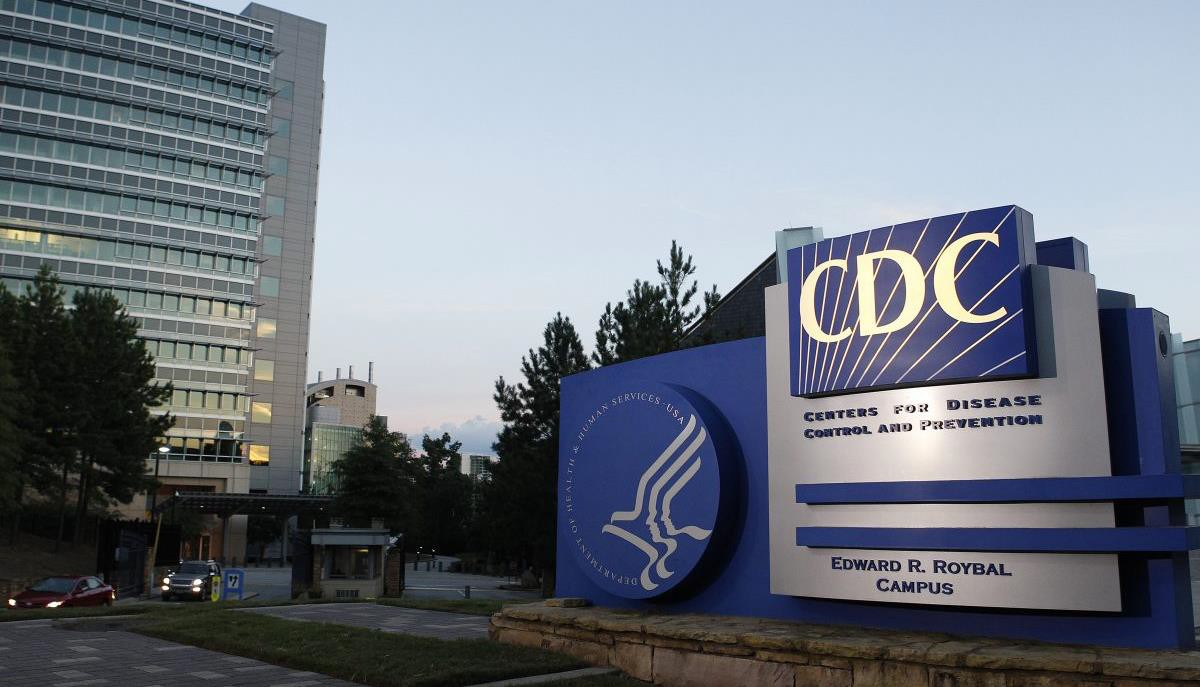 CDC
CENTERS FOR DISEASE
CONTROL AND PREVENTION
DEPARTMENT OF HEALTH & HUMAN SERVICES·USA
EDWARD R. ROYBAL
CAMPUS